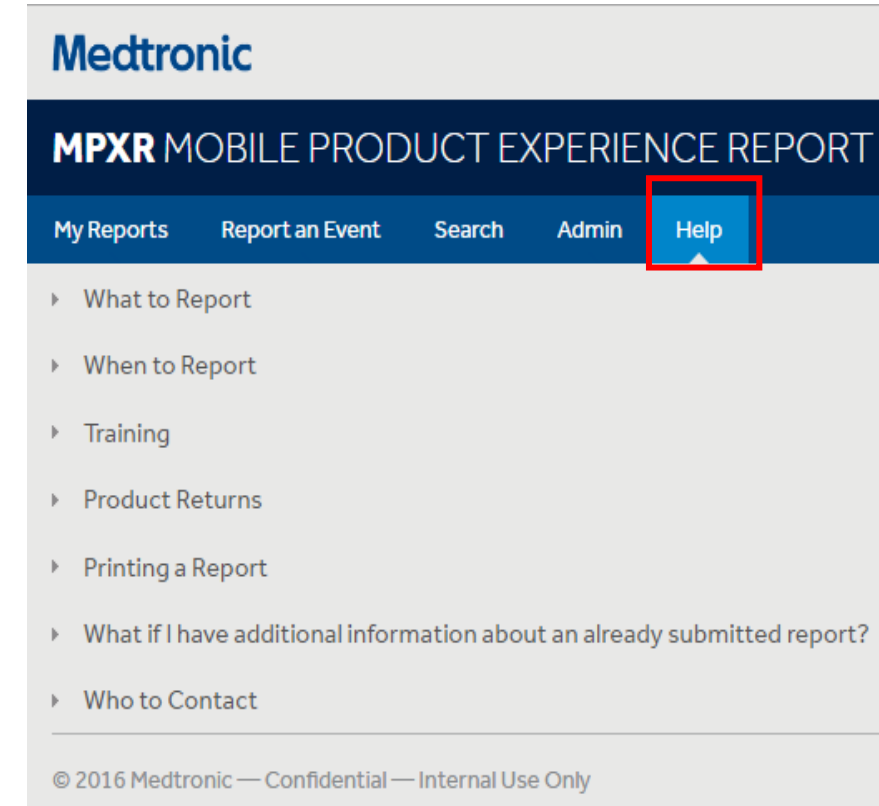 Medtronic
MPXR MOBILE PRODUCT EXPERIENCE REPORT
My Reports Report an Event Search Admin Help
What to Report
When to Report
Training
Product Returns
Printing a Report
What if I have additional information about an already submitted report?
Who to Contact
© 2016 Medtronic — Confidential — Internal Use Only